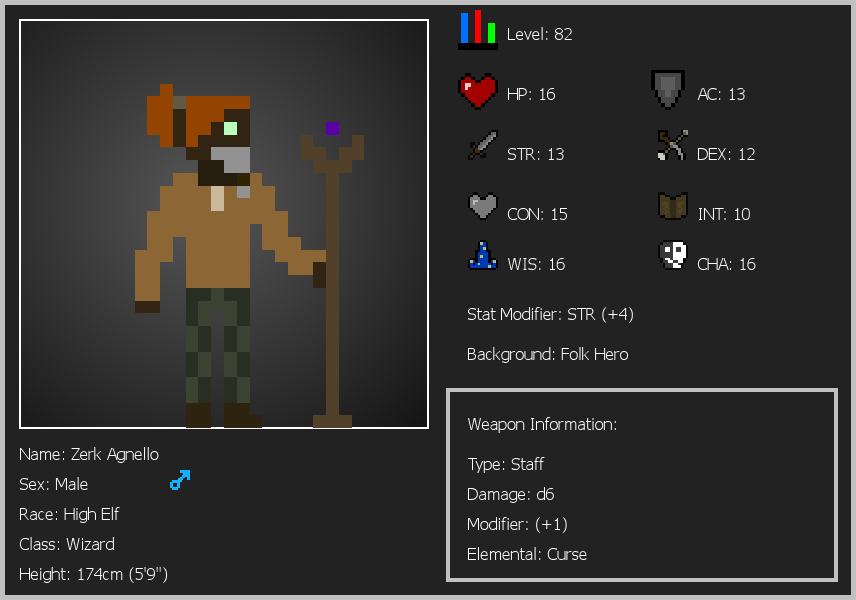 Level: 82
HP: 16
AC: 13
STR: 13
DEX: 12
CON: 15
INT: 10
WIS: 16
CHA: 16
Stat Modifier: STR (+4)
Background: Folk Hero
Weapon Information:
Type: Staff
Damage: d6
Modifier: (+1)
Elemental: Curse
Name: Zerk Agnello
Sex: Male
Race: High Elf
Class: Wizard
Height: 174cm (5'9")